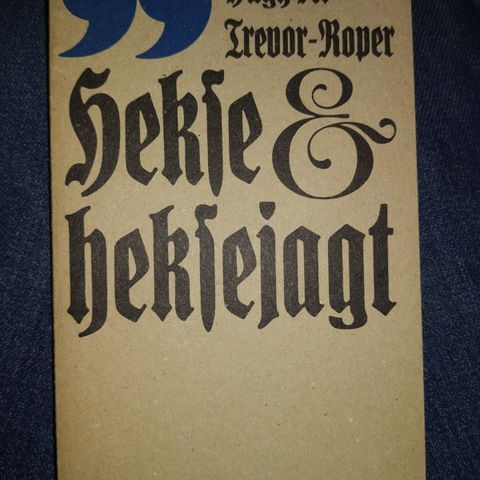 Trevor-Roper
Hekſe &
hekſejagt